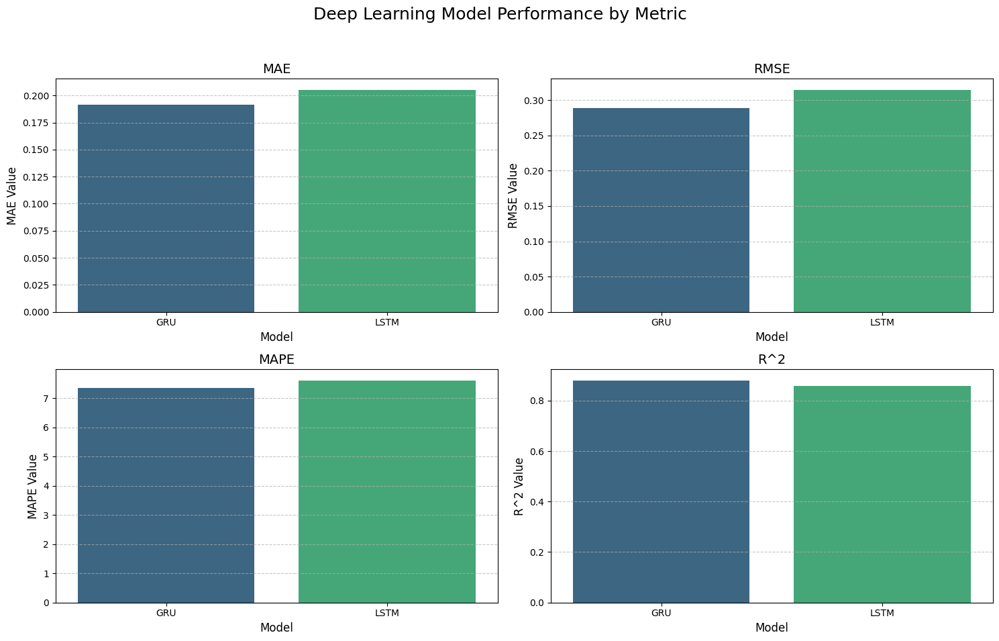 Deep Learning Model Performance by Metric
MAE
MAE Value
0.200
0.175
0.150
0.125
0.100
0.075
0.050
0.025
0.000
GRU
LSTM
Model
RMSE
RMSE Value
0.30
0.25
0.20
0.15
0.10
0.05
0.00
GRU
LSTM
Model
MAPE
MAPE Value
7
6
5
4
3
2
1
0
GRU
LSTM
Model
R^2
R^2 Value
0.8
0.6
0.4
0.2
0.0
GRU
LSTM
Model